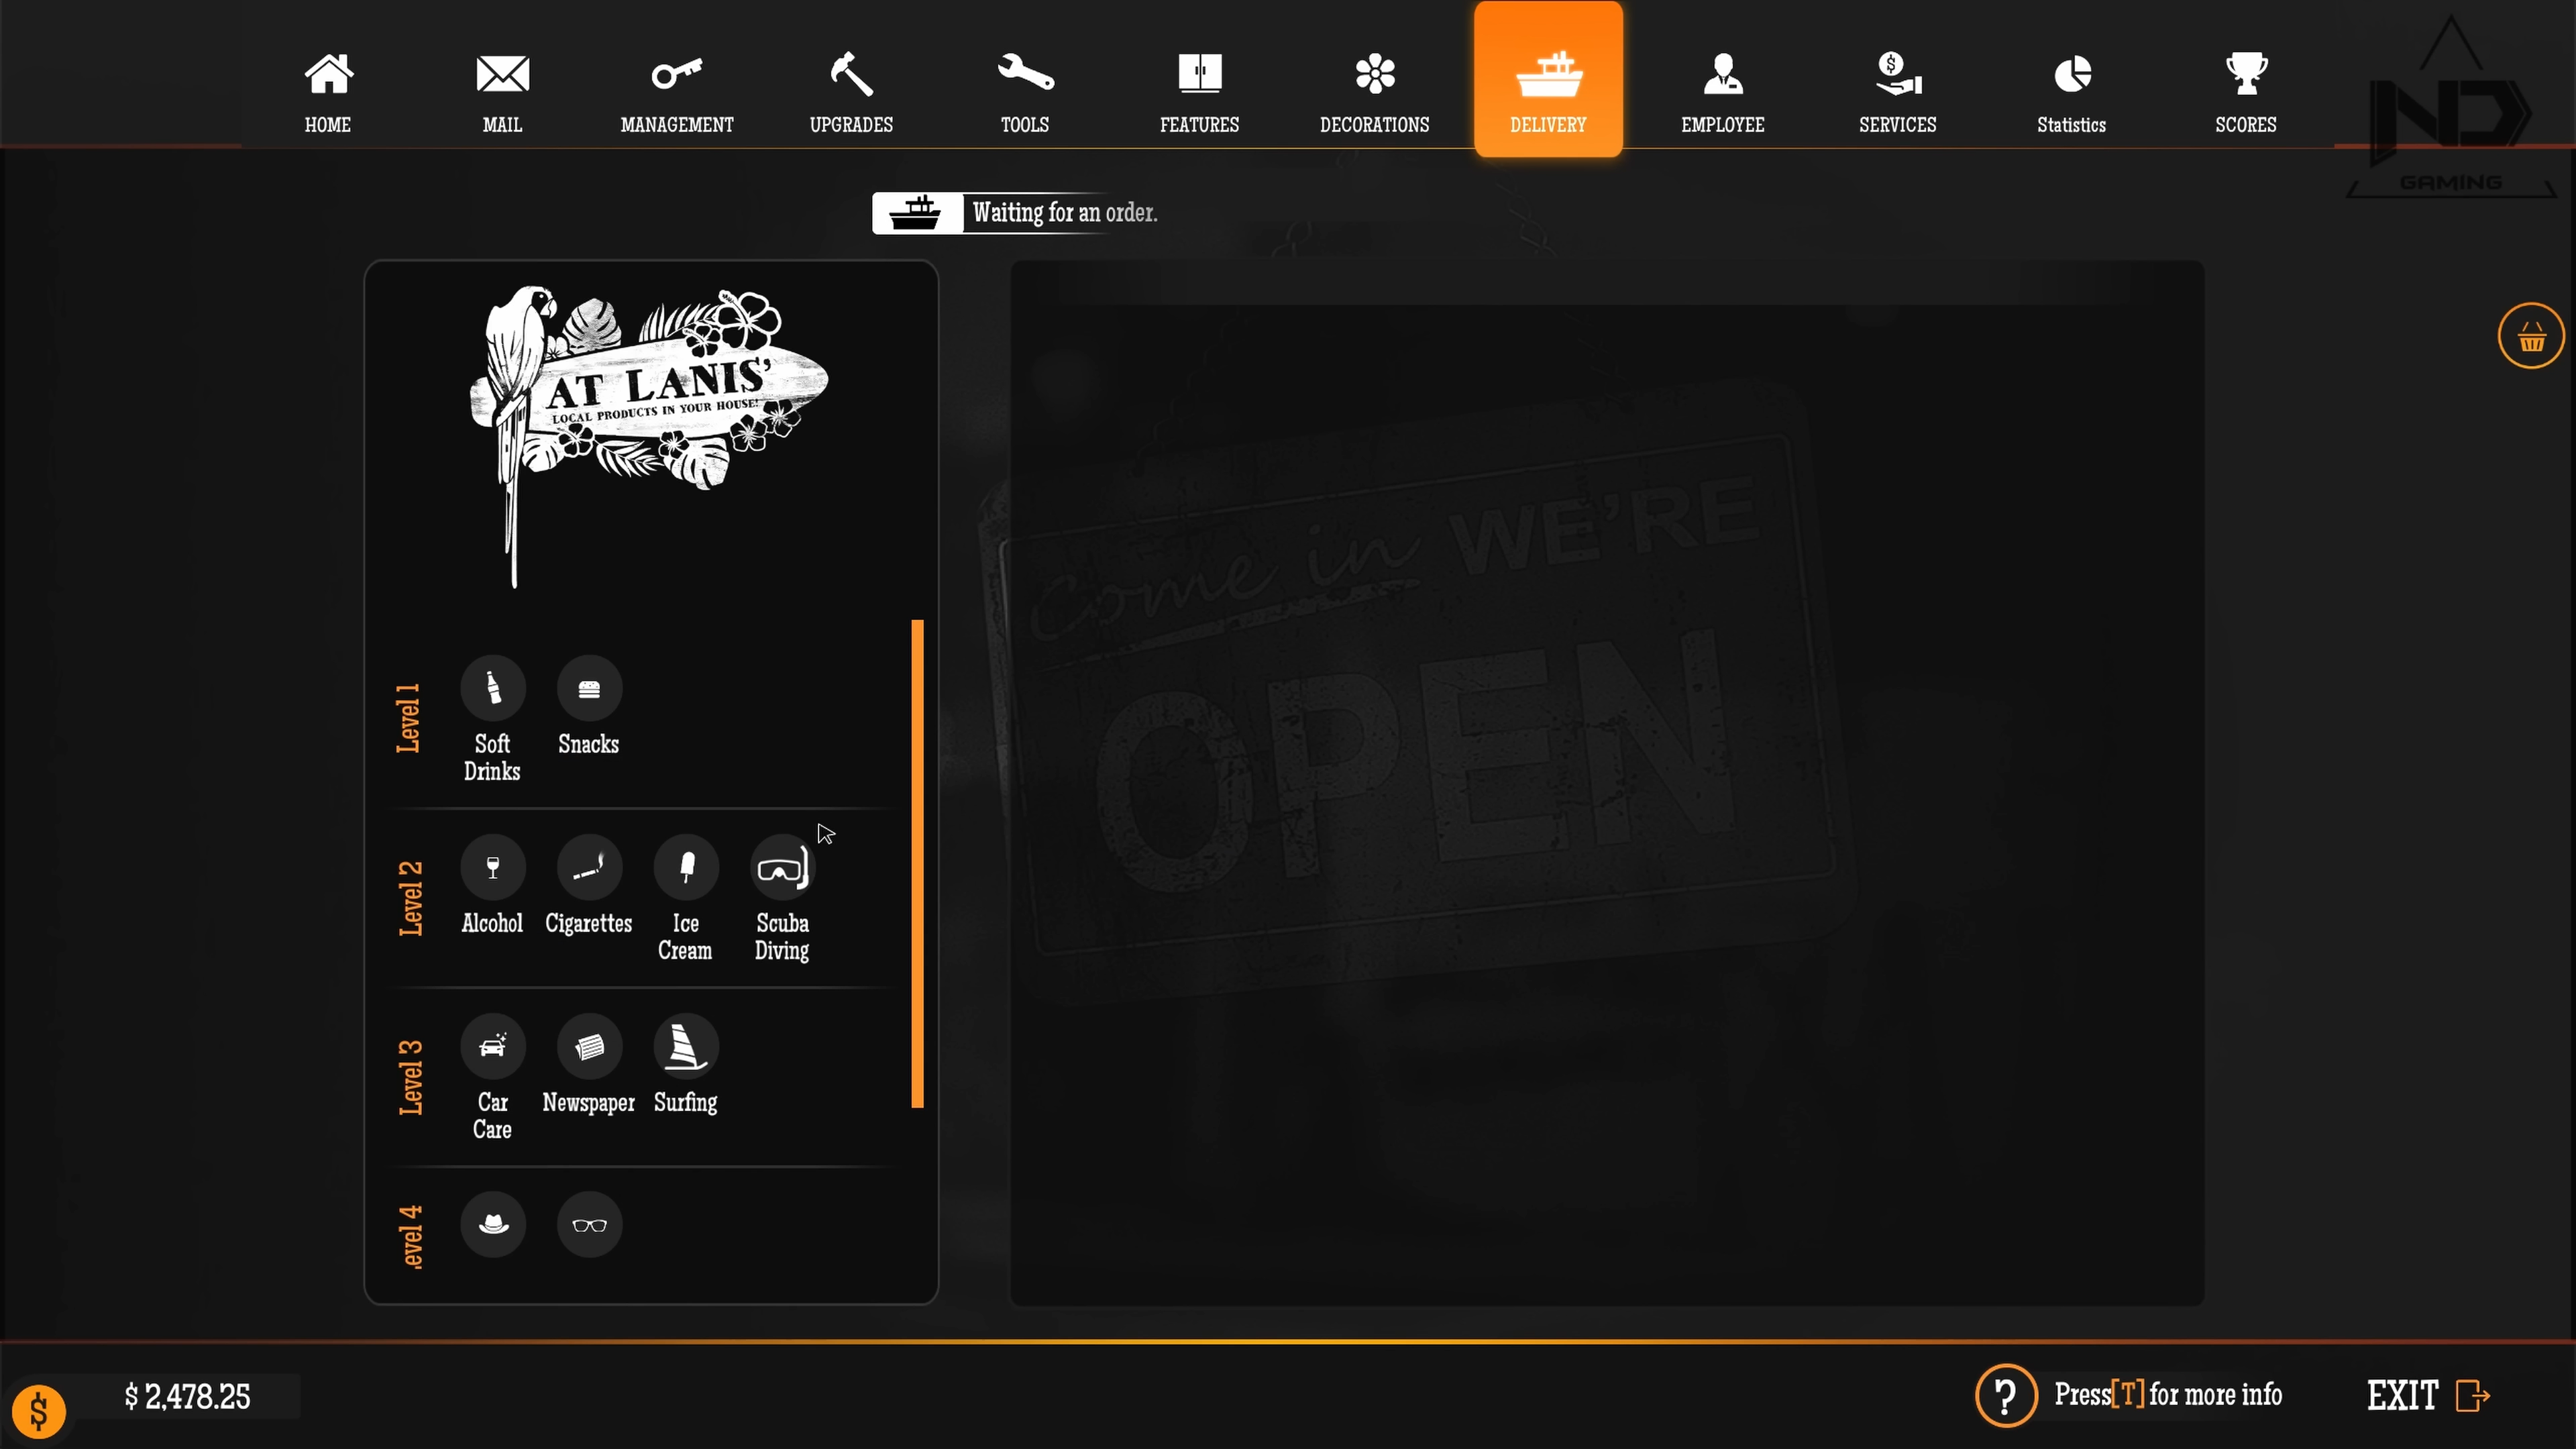 HOME
MAIL
MANAGEMENT
UPGRADES
TOOLS
FEATURES
DECORATIONS
DELIVERY
EMPLOYEE
SERVICES
Statistics
SCORES
ND
GAMING
Waiting for an order.
AT LANIS'
LOCAL PRODUCTS IN YOUR HOUSE!
Come in WE'RE
OPEN
Level 1
Soft
Drinks
Snacks
Level 2
Alcohol
Cigarettes
Ice
Cream
Scuba
Diving
Level 3
Car
Care
Newspaper
Surfing
evel 4
$ 2,478.25
? Press[T] for more info
EXIT